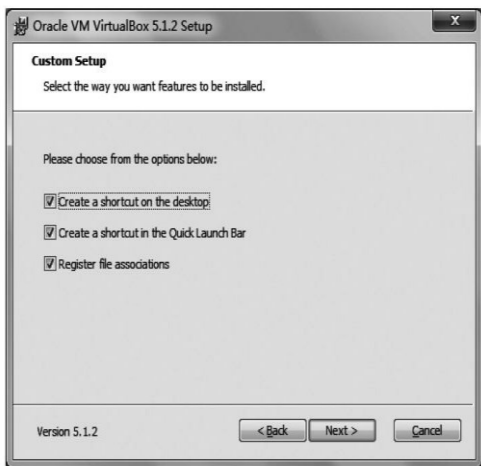 Oracle VM VirtualBox 5.1.2 Setup
X
Custom Setup
Select the way you want features to be installed.
Please choose from the options below:
Create a shortcut on the desktop
Create a shortcut in the Quick Launch Bar
Register file associations
Version 5.1.2
< Back
Next >
Cancel